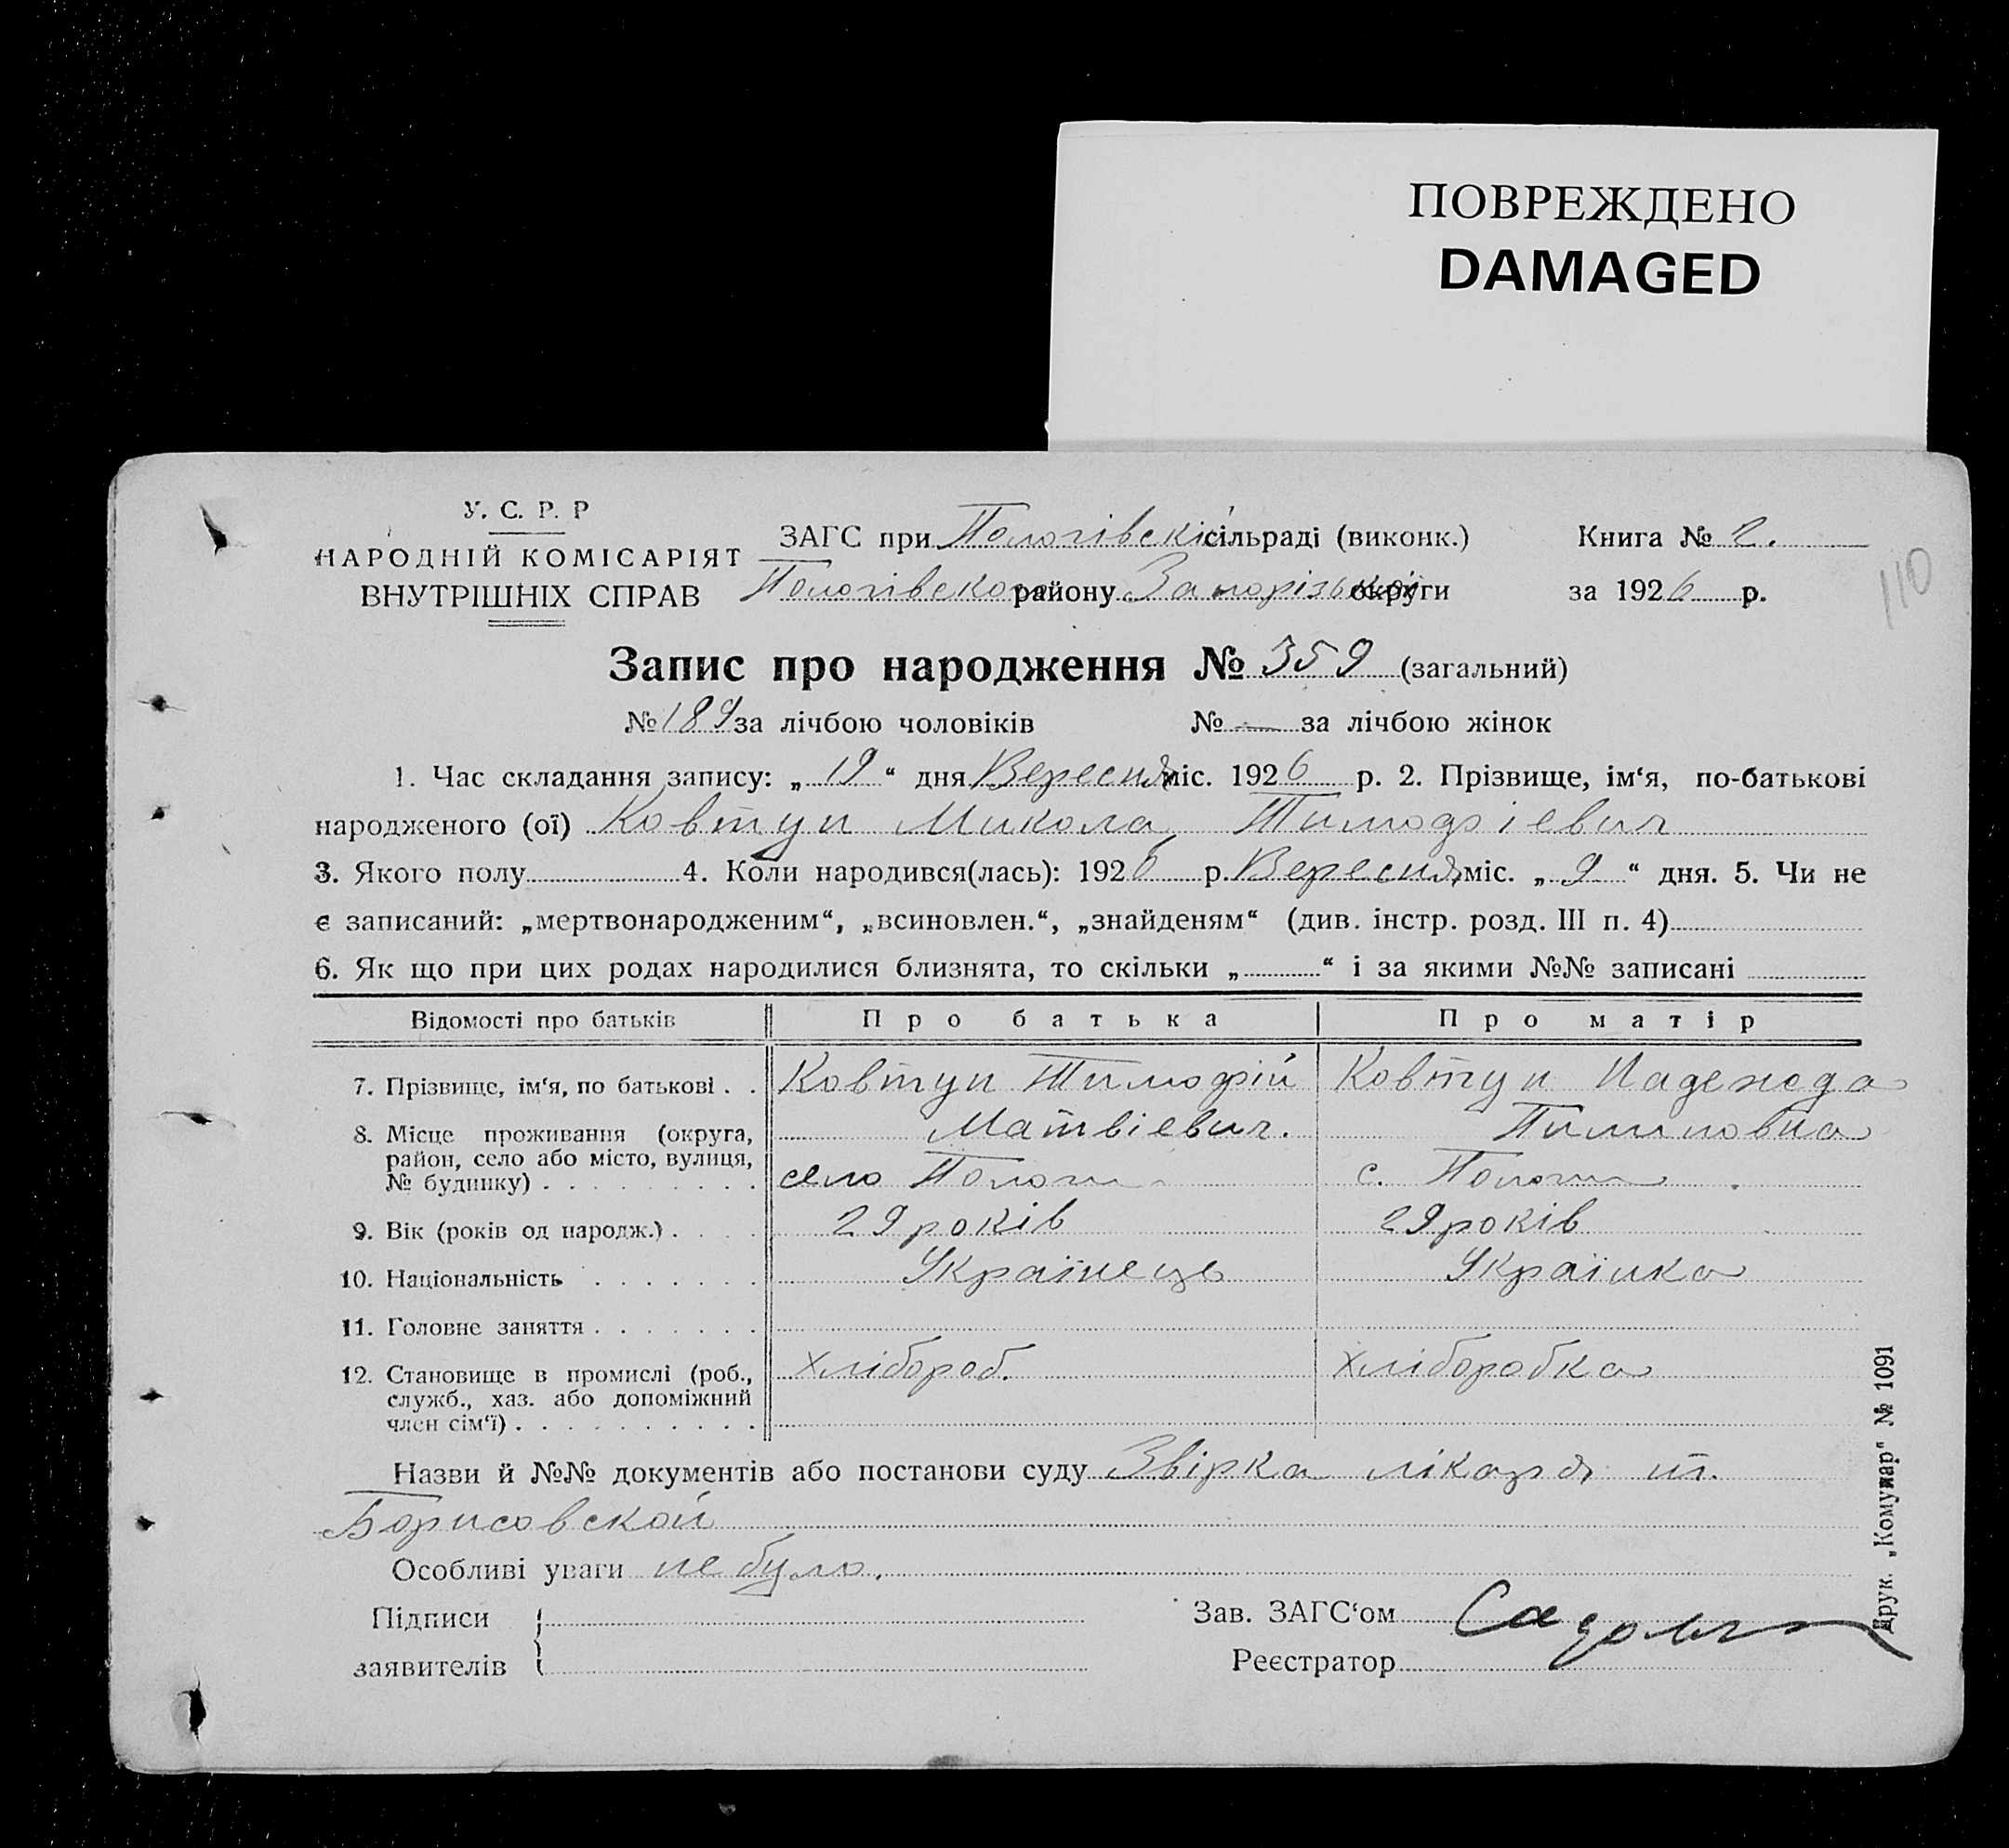 ПОВРЕЖДЕНО
DAMAGED
У. С. Р. Р
НАРОДНІЙ КОМІСАРІЯТ
ВНУТРІШНІХ СПРАВ
ЗАГС при Пологівскій сільраді (виконк.)
Пологівского району Запорізькой округи
Книга № 2.
за 1926 р.
110
Запис про народження № 359 (загальний)
№ 189 за лічбою чоловіків № — за лічбою жінок
1. Час складання запису: „ 19 “ дня Вересня міс. 1926 р. 2. Прізвище, ім‘я, по-батькові
народженого (ої) Ковтун Микола Тимофіевич
3. Якого полу 4. Коли народився(лась): 1926 р. Вересня міс. „ 9 “ дня. 5. Чи не
є записаний: „мертвонародженим“, „всиновлен.“, „знайденям“ (див. інстр. розд. III п. 4)
6. Як що при цих родах народилися близнята, то скільки „ “ і за якими №№ записані
Відомості про батьків Про батька Про матір
7. Прізвище, ім‘я, по батькові . . Ковтун Тимофій Ковтун Надежда
Матвіевич. Пилиповна
8. Місце проживання (округа,
район, село або місто, вулиця,
№ будинку) . . . . . . . . . село Пологи с. Пологи
9. Вік (років од народж.) . . . . 29 років 29 років
10. Національність . . . . . . . Українець Українка
11. Головне заняття . . . . . . .
12. Становище в промислі (роб., хлібороб. хліборобка
служб., хаз. або допоміжний
член сім‘ї) . . . . . . . . . .
Назви й №№ документів або постанови суду Звірка лікаря т.
Борисовской
Особливі уваги не було.
Підписи
заявителів
Зав. ЗАГС‘ом
Реєстратор
Друк. „Комунар“ № 1091